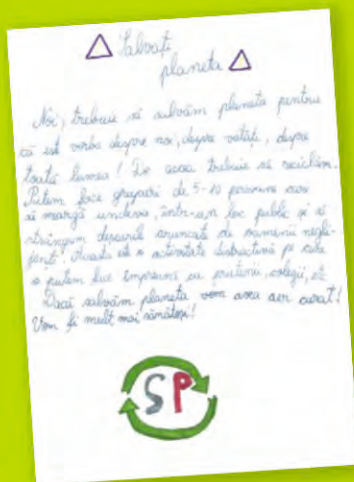 Salvați
planeta
Noi, trebuie să salvăm planeta pentru
că est vorba despre noi, despre vietăți, despre
toată lumea! De aceea trebuie să reciclăm.
Putem face grupuri de 5-10 persoane care
să meargă undeva, într-un loc public și să
strângem deșeurile aruncate de oamenii negli-
jenți! Aceasta este o activitate distractivă pe care
o putem face împreună cu prietenii, colegii, etc.
Dacă salvăm planeta vom avea aer curat!
Vom fi mult mai sănătoși!
SP